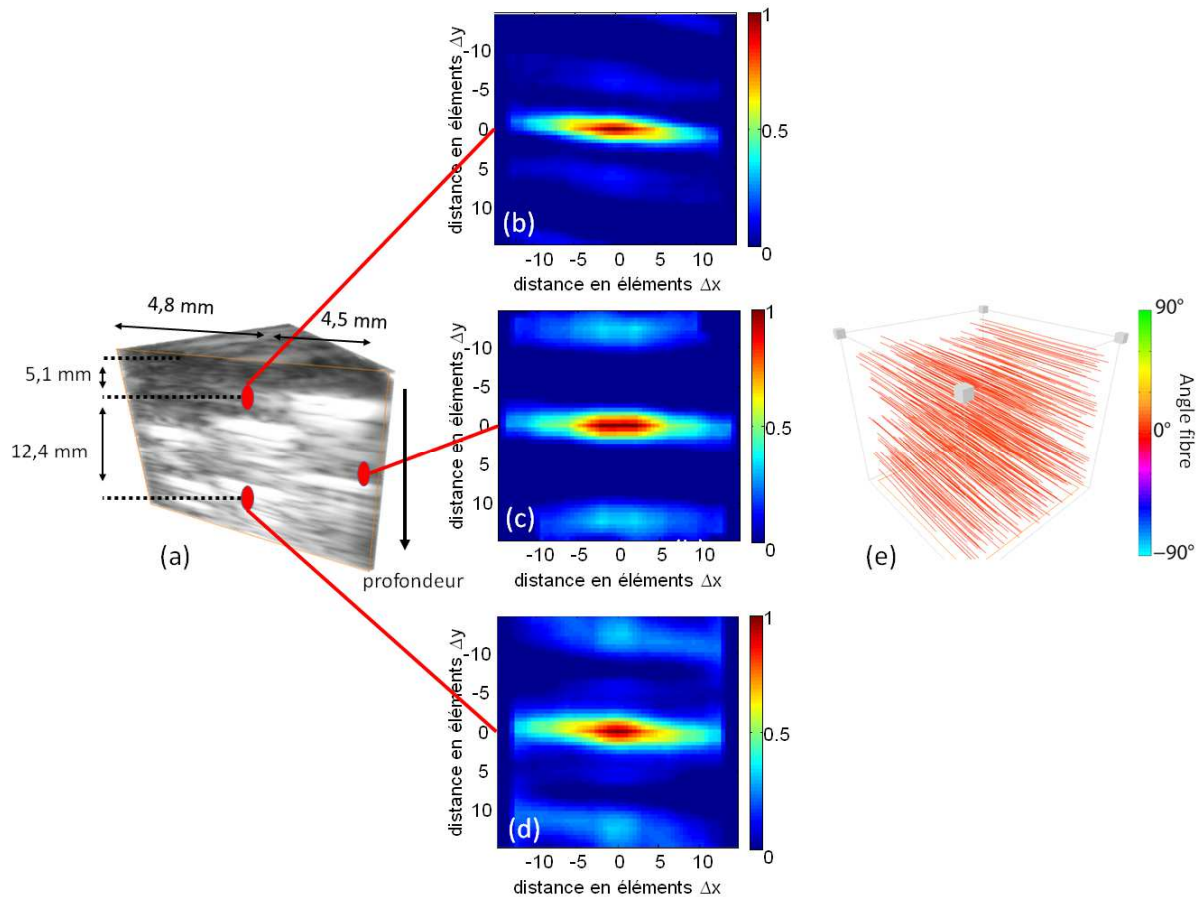 4,8 mm
4,5 mm
5,1 mm
12,4 mm
(a)
profondeur
distance en éléments Δy
-10
-5
0
5
10
(b)
-10 -5 0 5 10
distance en éléments Δx
1
0.5
0
distance en éléments Δy
-10
-5
0
5
10
(c)
-10 -5 0 5 10
distance en éléments Δx
1
0.5
0
distance en éléments Δy
-10
-5
0
5
10
(d)
-10 -5 0 5 10
distance en éléments Δx
1
0.5
0
(e)
90°
0°
−90°
Angle fibre